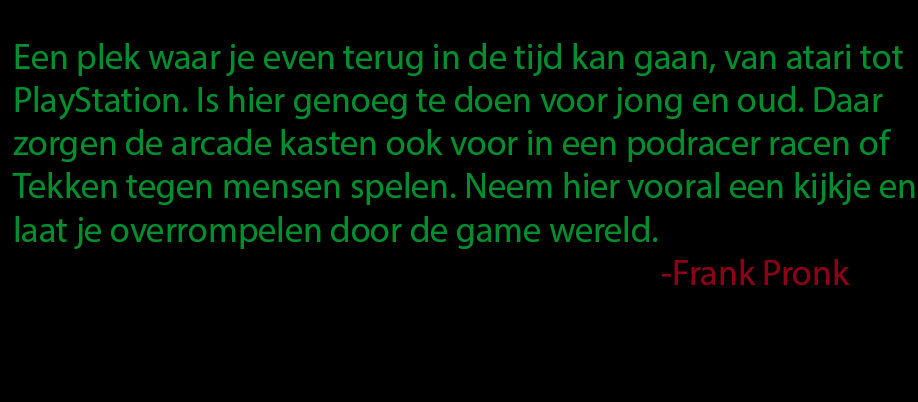 Een plek waar je even terug in de tijd kan gaan, van atari tot
PlayStation. Is hier genoeg te doen voor jong en oud. Daar
zorgen de arcade kasten ook voor in een podracer racen of
Tekken tegen mensen spelen. Neem hier vooral een kijkje en
laat je overrompelen door de game wereld.
-Frank Pronk